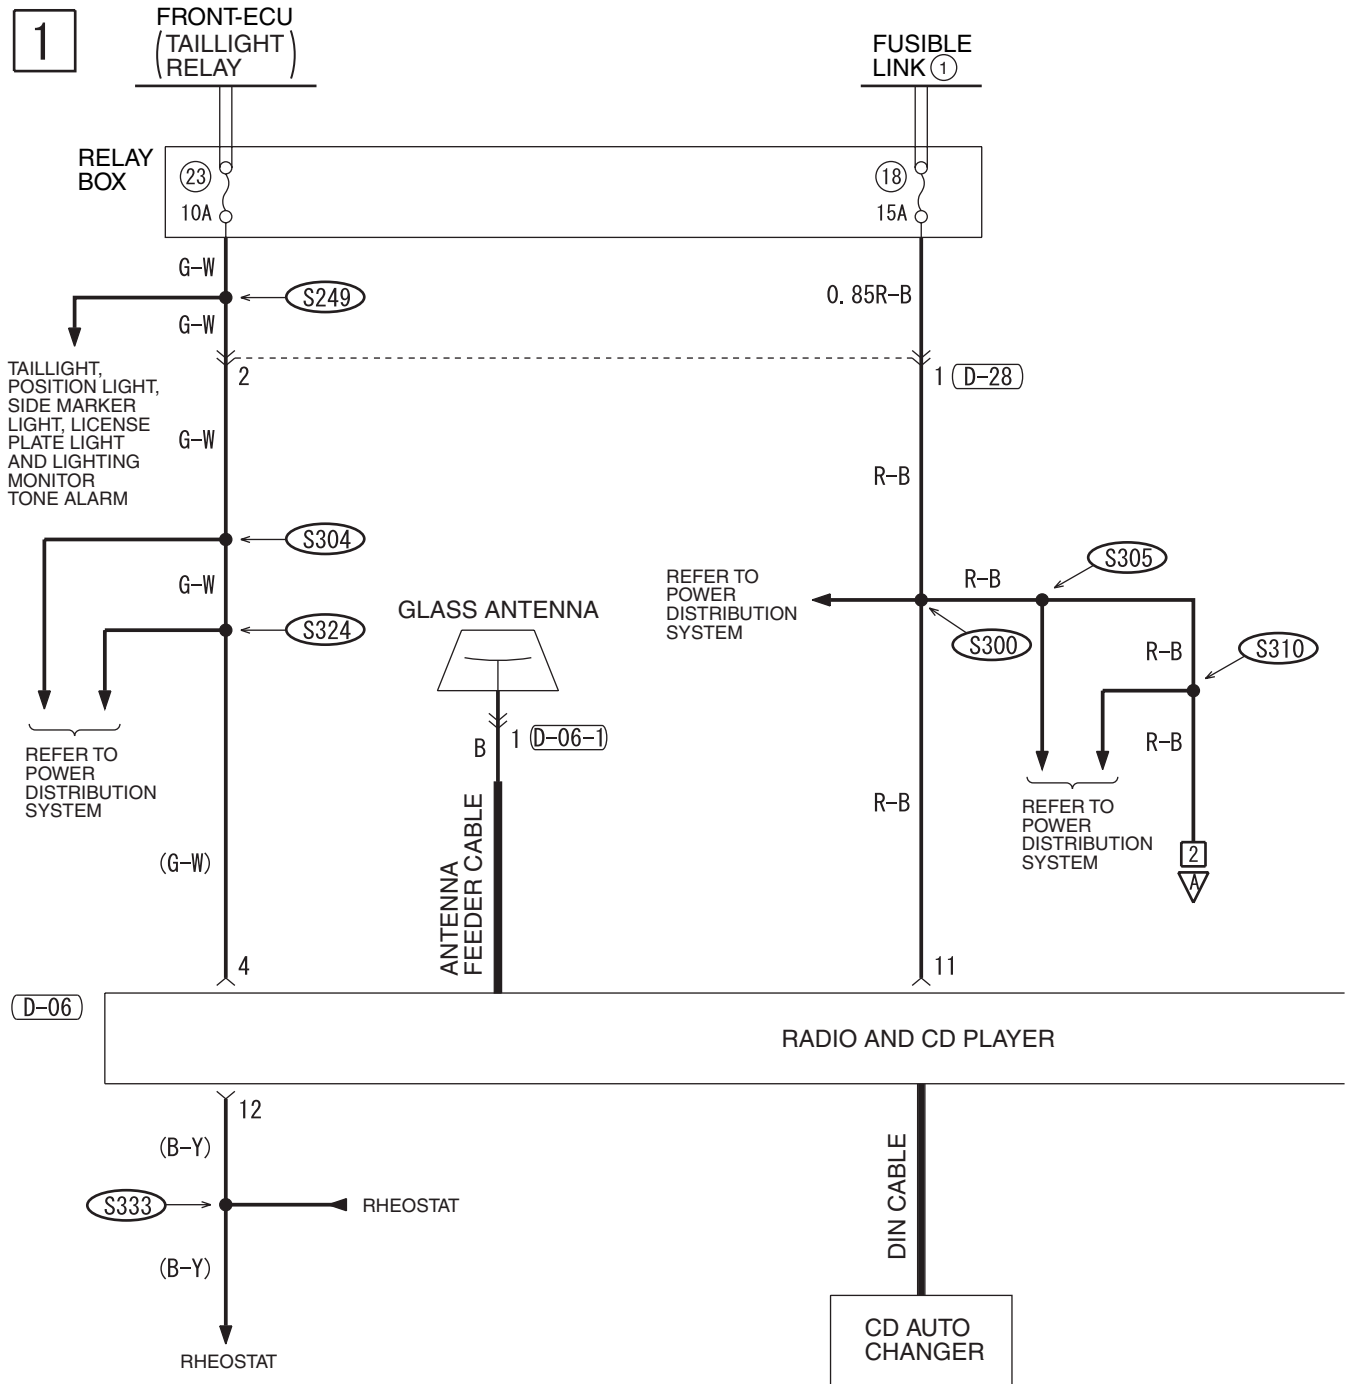 1
FRONT-ECU
(TAILLIGHT
RELAY)
FUSIBLE
LINK 1
RELAY
BOX
23
10A
18
15A
G-W
S249
0.85R-B
G-W
TAILLIGHT,
POSITION LIGHT,
SIDE MARKER
LIGHT, LICENSE
PLATE LIGHT
AND LIGHTING
MONITOR
TONE ALARM
2
1 D-28
G-W
R-B
S304
G-W
S324
GLASS ANTENNA
REFER TO
POWER
DISTRIBUTION
SYSTEM
R-B
S305
S300
R-B
S310
REFER TO
POWER
DISTRIBUTION
SYSTEM
B
1 D-06-1
R-B
R-B
REFER TO
POWER
DISTRIBUTION
SYSTEM
2
A
(G-W)
ANTENNA
FEEDER CABLE
4
11
D-06
RADIO AND CD PLAYER
12
(B-Y)
S333
RHEOSTAT
(B-Y)
RHEOSTAT
DIN CABLE
CD AUTO
CHANGER